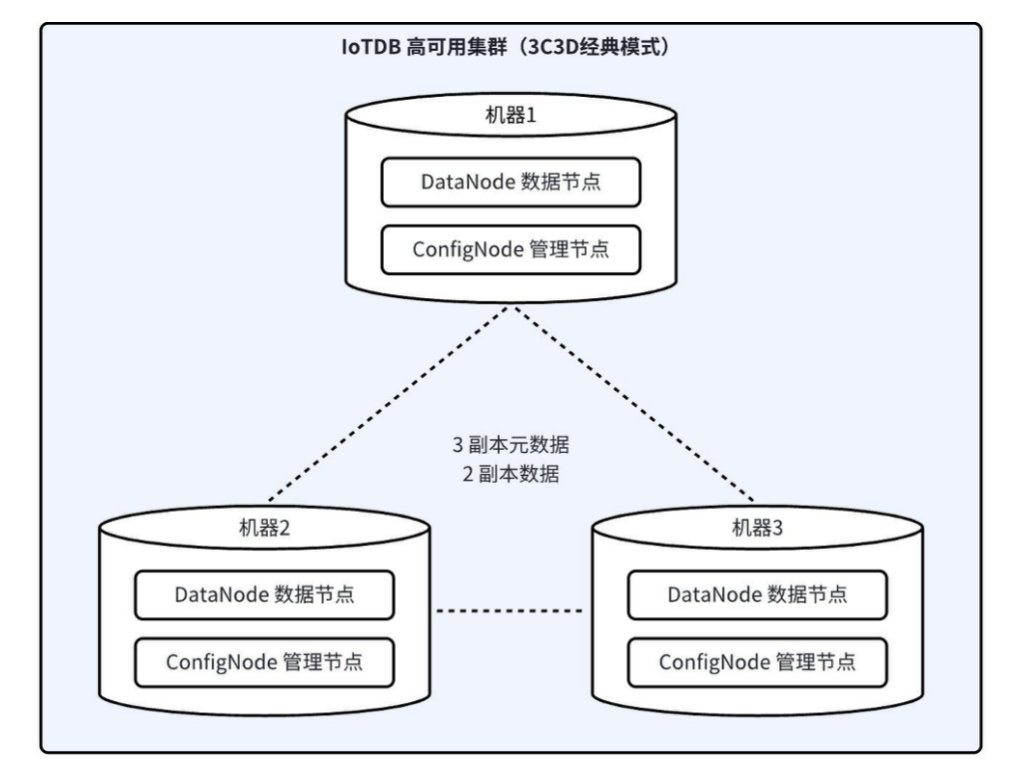 IoTDB 高可用集群（3C3D经典模式）
机器1
DataNode 数据节点
ConfigNode 管理节点
3 副本元数据
2 副本数据
机器2
DataNode 数据节点
ConfigNode 管理节点
机器3
DataNode 数据节点
ConfigNode 管理节点